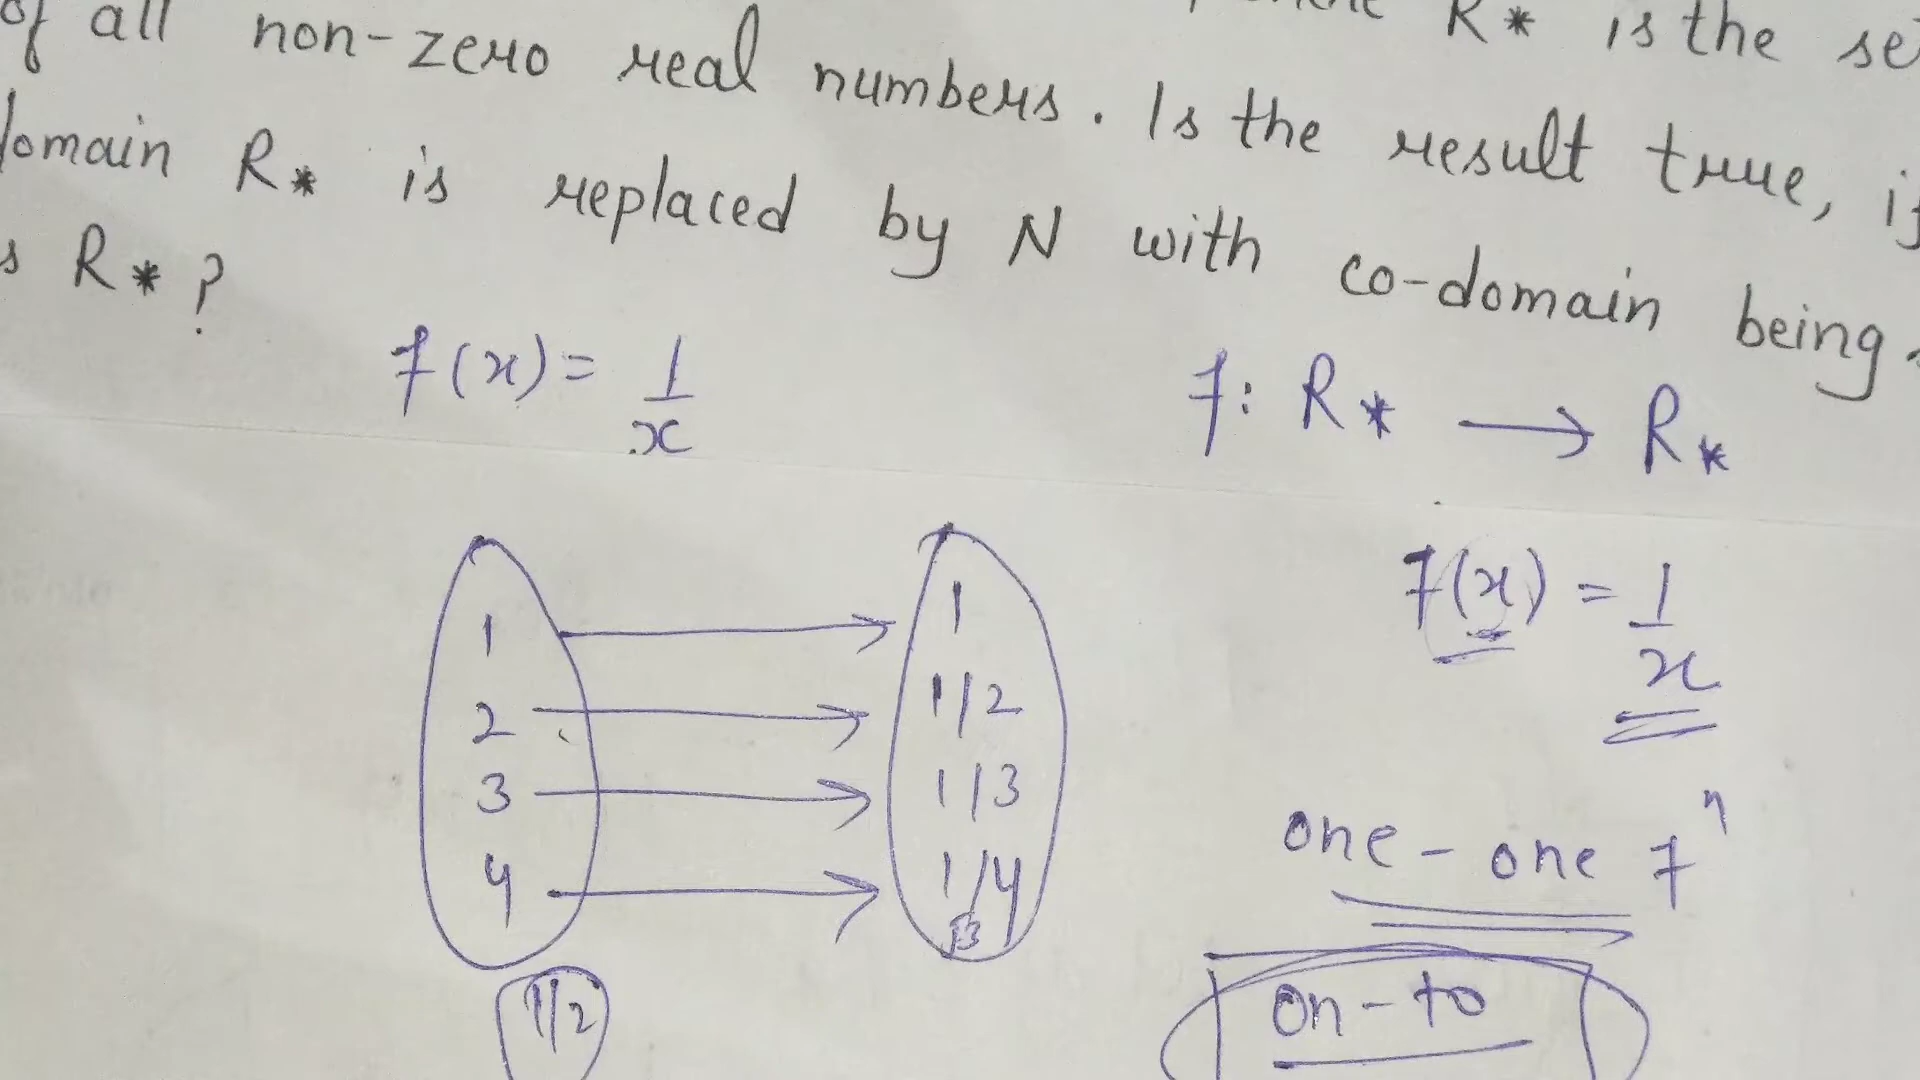 of all non-zero real numbers. Is the result true, if
R* is the se
domain R* is replaced by N with co-domain being
s R*?
f(x) = 1/x
f: R* → R*
1 → 1
2 → 1/2
3 → 1/3
4 → 1/4
f(x) = 1/x
one-one fⁿ
1/2
on-to